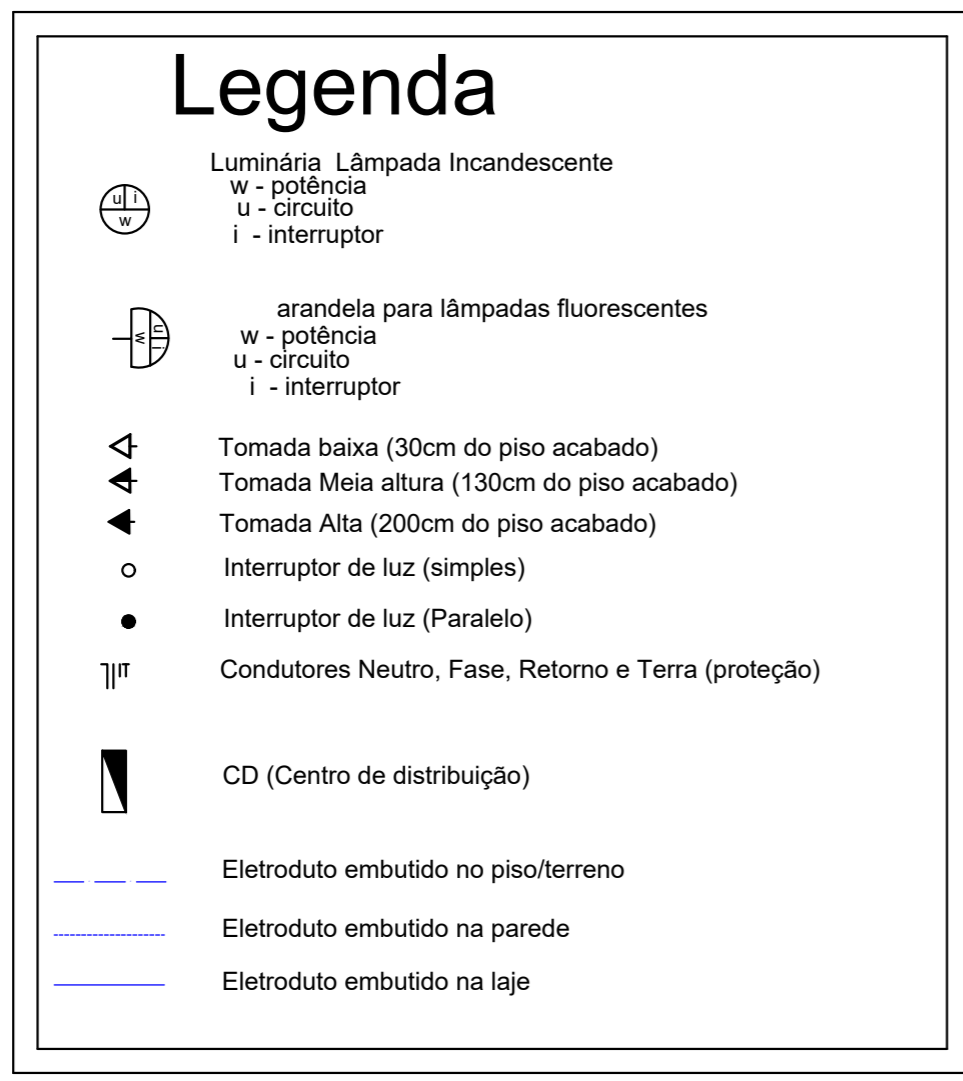 Legenda
Luminária Lâmpada Incandescente
w - potência
u - circuito
i - interruptor
u i
w
arandela para lâmpadas fluorescentes
w - potência
u - circuito
i - interruptor
w u i
Tomada baixa (30cm do piso acabado)
Tomada Meia altura (130cm do piso acabado)
Tomada Alta (200cm do piso acabado)
Interruptor de luz (simples)
Interruptor de luz (Paralelo)
Condutores Neutro, Fase, Retorno e Terra (proteção)
CD (Centro de distribuição)
Eletroduto embutido no piso/terreno
Eletroduto embutido na parede
Eletroduto embutido na laje